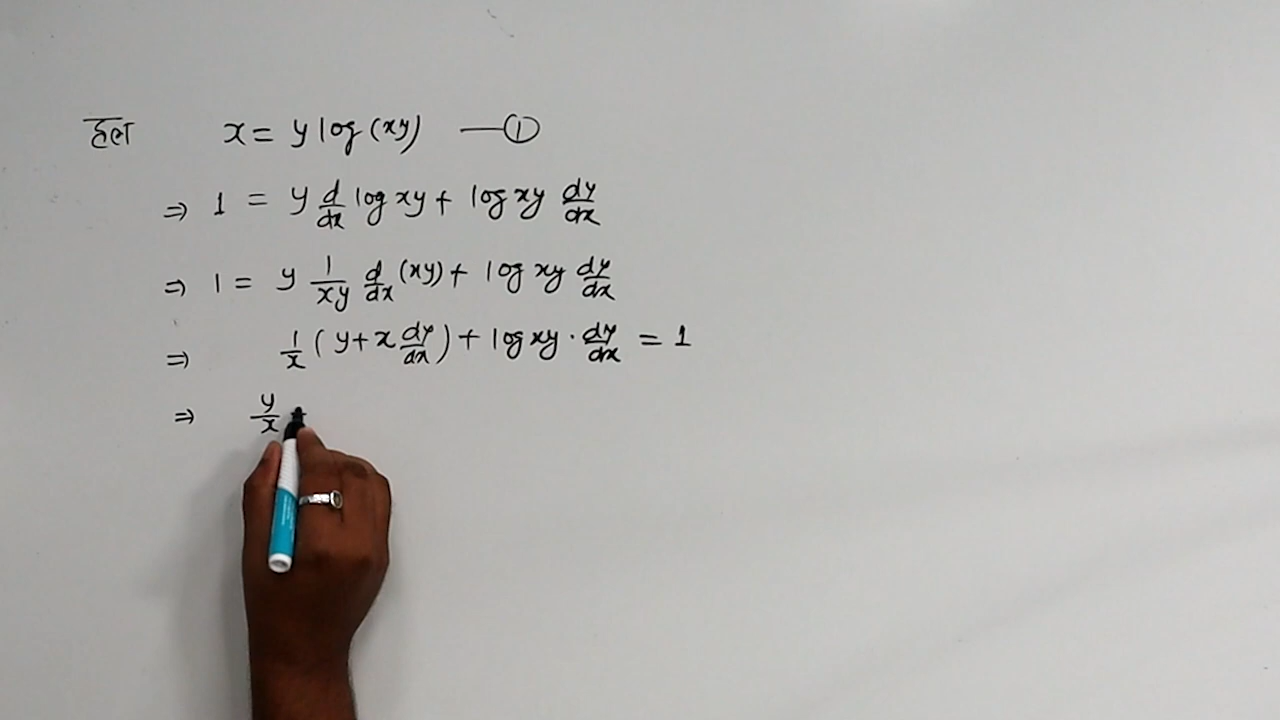 हल x = y log (xy) — ①
⇒ 1 = y d/dx log xy + log xy dy/dx
⇒ 1 = y 1/xy d/dx (xy) + log xy dy/dx
⇒ 1/x ( y + x dy/dx ) + log xy · dy/dx = 1
⇒ y/x +